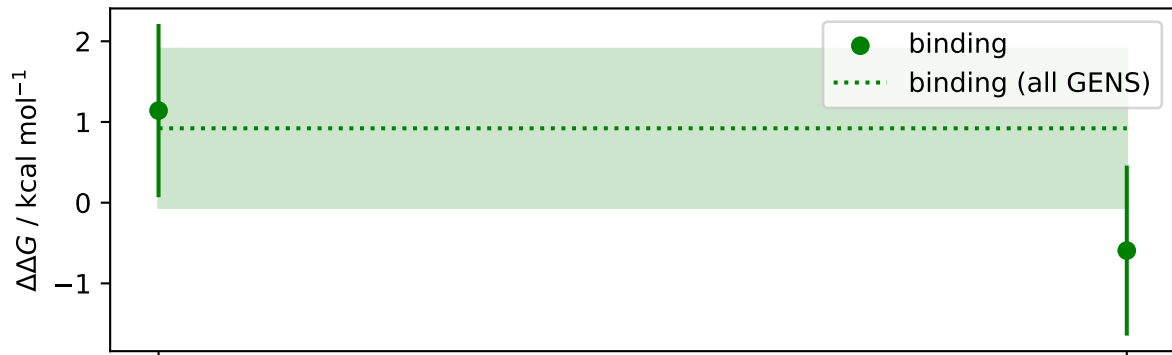 2
1
0
−1
ΔΔG / kcal mol⁻¹
binding
binding (all GENS)